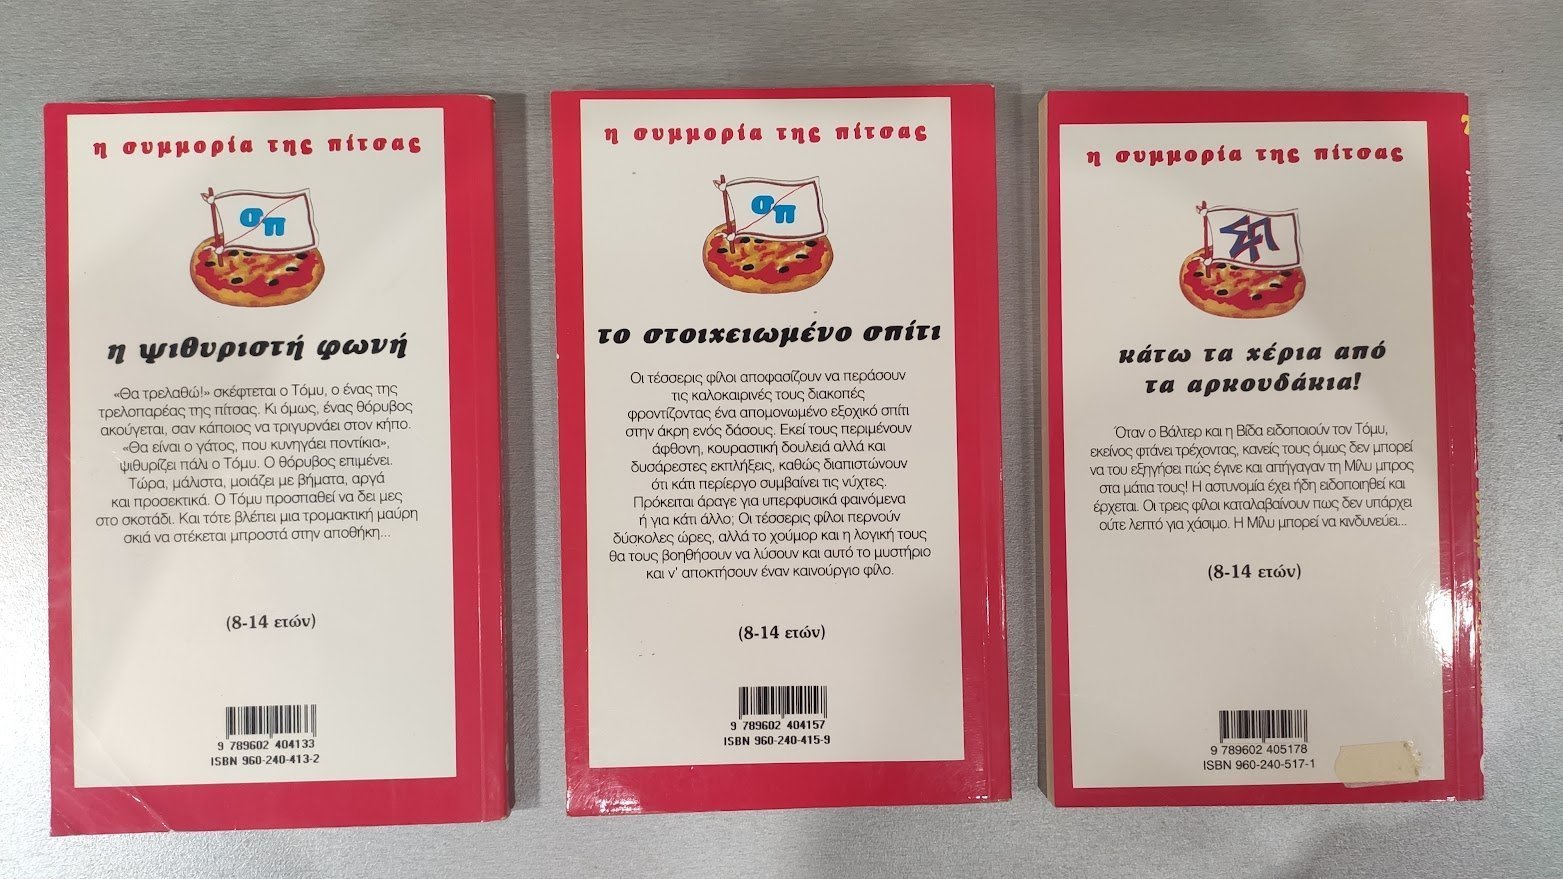 η συμμορία της πίτσας
σπ
η ψιθυριστή φωνή
«Θα τρελαθώ!» σκέφτεται ο Τόμυ, ο ένας της
τρελοπαρέας της πίτσας. Κι όμως, ένας θόρυβος
ακούγεται, σαν κάποιος να τριγυρνάει στον κήπο.
«Θα είναι ο γάτος, που κυνηγάει ποντίκια»,
ψιθυρίζει πάλι ο Τόμυ. Ο θόρυβος επιμένει.
Τώρα, μάλιστα, μοιάζει με βήματα, αργά
και προσεκτικά. Ο Τόμυ προσπαθεί να δει μες
στο σκοτάδι. Και τότε βλέπει μια τρομακτική μαύρη
σκιά να στέκεται μπροστά στην αποθήκη...
(8-14 ετών)
9 789602 404133
ISBN 960-240-413-2
η συμμορία της πίτσας
σπ
το στοιχειωμένο σπίτι
Οι τέσσερις φίλοι αποφασίζουν να περάσουν
τις καλοκαιρινές τους διακοπές
φροντίζοντας ένα απομονωμένο εξοχικό σπίτι
στην άκρη ενός δάσους. Εκεί τους περιμένουν
άφθονη, κουραστική δουλειά αλλά και
δυσάρεστες εκπλήξεις, καθώς διαπιστώνουν
ότι κάτι περίεργο συμβαίνει τις νύχτες.
Πρόκειται άραγε για υπερφυσικά φαινόμενα
ή για κάτι άλλο; Οι τέσσερις φίλοι περνούν
δύσκολες ώρες, αλλά το χούμορ και η λογική τους
θα τους βοηθήσουν να λύσουν και αυτό το μυστήριο
και ν' αποκτήσουν έναν καινούργιο φίλο.
(8-14 ετών)
9 789602 404157
ISBN 960-240-415-9
η συμμορία της πίτσας
ΣΠ
κάτω τα χέρια από
τα αρκουδάκια!
Όταν ο Βάλτερ και η Βίδα ειδοποιούν τον Τόμυ,
εκείνος φτάνει τρέχοντας, κανείς τους όμως δεν μπορεί
να του εξηγήσει πώς έγινε και απήγαγαν τη Μίλυ μπρος
στα μάτια τους! Η αστυνομία έχει ήδη ειδοποιηθεί και
έρχεται. Οι τρεις φίλοι καταλαβαίνουν πως δεν υπάρχει
ούτε λεπτό για χάσιμο. Η Μίλυ μπορεί να κινδυνεύει...
(8-14 ετών)
9 789602 405178
ISBN 960-240-517-1